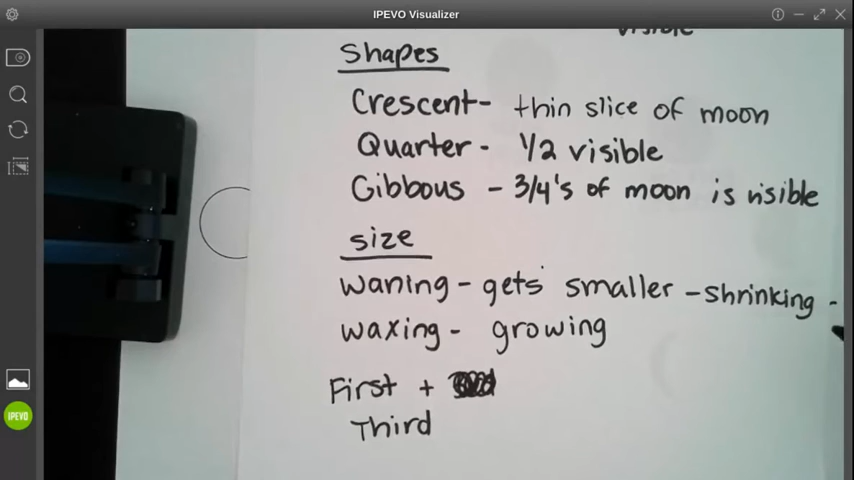 IPEVO Visualizer
visible
Shapes
Crescent- thin slice of moon
Quarter - 1/2 visible
Gibbous - 3/4's of moon is visible
size
waning - gets smaller - shrinking -
waxing - growing
First +
Third
IPEVO